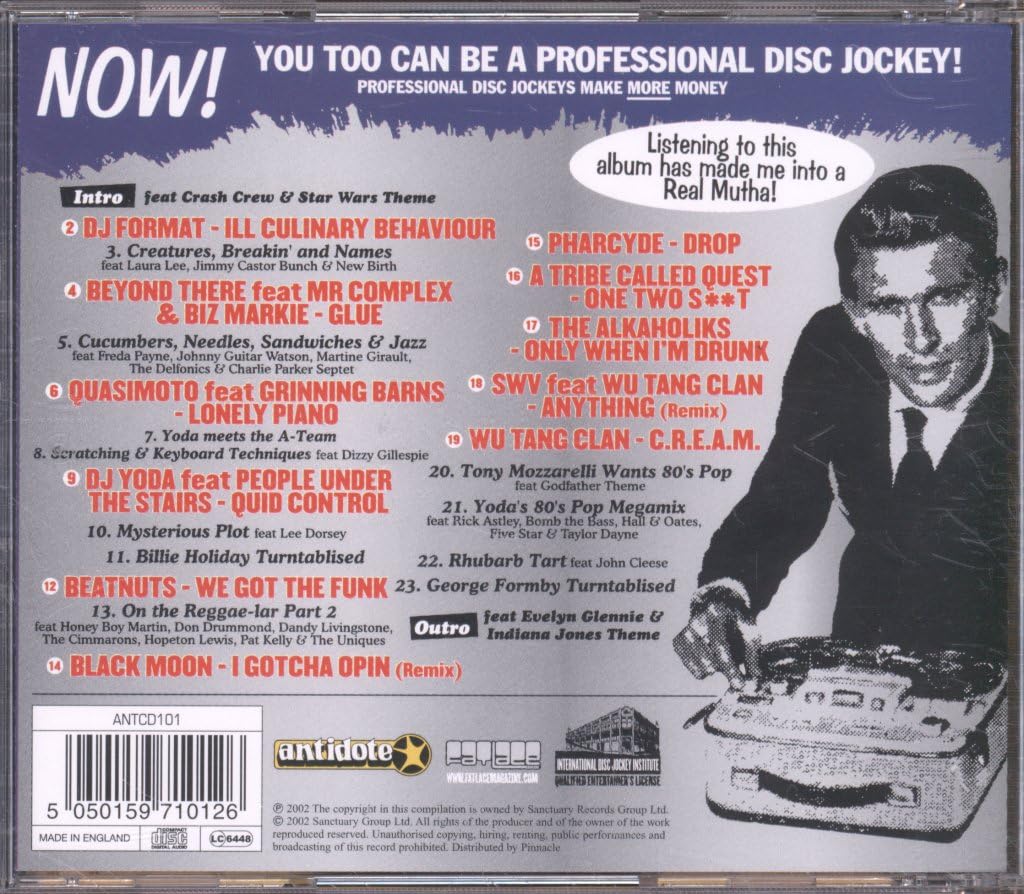 NOW!
YOU TOO CAN BE A PROFESSIONAL DISC JOCKEY!
PROFESSIONAL DISC JOCKEYS MAKE MORE MONEY
Listening to this
album has made me into a
Real Mutha!
Intro feat Crash Crew & Star Wars Theme
2 DJ FORMAT - ILL CULINARY BEHAVIOUR
3. Creatures, Breakin' and Names
feat Laura Lee, Jimmy Castor Bunch & New Birth
4 BEYOND THERE feat MR COMPLEX
& BIZ MARKIE - GLUE
5. Cucumbers, Needles, Sandwiches & Jazz
feat Freda Payne, Johnny Guitar Watson, Martine Girault,
The Delfonics & Charlie Parker Septet
6 QUASIMOTO feat GRINNING BARNS
- LONELY PIANO
7. Yoda meets the A-Team
8. Scratching & Keyboard Techniques feat Dizzy Gillespie
9 DJ YODA feat PEOPLE UNDER
THE STAIRS - QUID CONTROL
10. Mysterious Plot feat Lee Dorsey
11. Billie Holiday Turntablised
12 BEATNUTS - WE GOT THE FUNK
13. On the Reggae-lar Part 2
feat Honey Boy Martin, Don Drummond, Dandy Livingstone,
The Cimmarons, Hopeton Lewis, Pat Kelly & The Uniques
14 BLACK MOON - I GOTCHA OPIN (Remix)
15 PHARCYDE - DROP
16 A TRIBE CALLED QUEST
- ONE TWO S**T
17 THE ALKAHOLIKS
- ONLY WHEN I'M DRUNK
18 SWV feat WU TANG CLAN
- ANYTHING (Remix)
19 WU TANG CLAN - C.R.E.A.M.
20. Tony Mozzarelli Wants 80's Pop
feat Godfather Theme
21. Yoda's 80's Pop Megamix
feat Rick Astley, Bomb the Bass, Hall & Oates,
Five Star & Taylor Dayne
22. Rhubarb Tart feat John Cleese
23. George Formby Turntablised
Outro feat Evelyn Glennie &
Indiana Jones Theme
ANTCD101
5 050159 710126
MADE IN ENGLAND
COMPACT
disc
DIGITAL AUDIO
LC 6448
antidote
FATLACE
WWW.FATLACEMAGAZINE.COM
INTERNATIONAL DISC JOCKEY INSTITUTE
QUALIFIED ENTERTAINER'S LICENSE
℗ 2002 The copyright in this compilation is owned by Sanctuary Records Group Ltd.
© 2002 Sanctuary Group Ltd. All rights of the producer and of the owner of the work
reproduced reserved. Unauthorised copying, hiring, renting, public performances and
broadcasting of this record prohibited. Distributed by Pinnacle